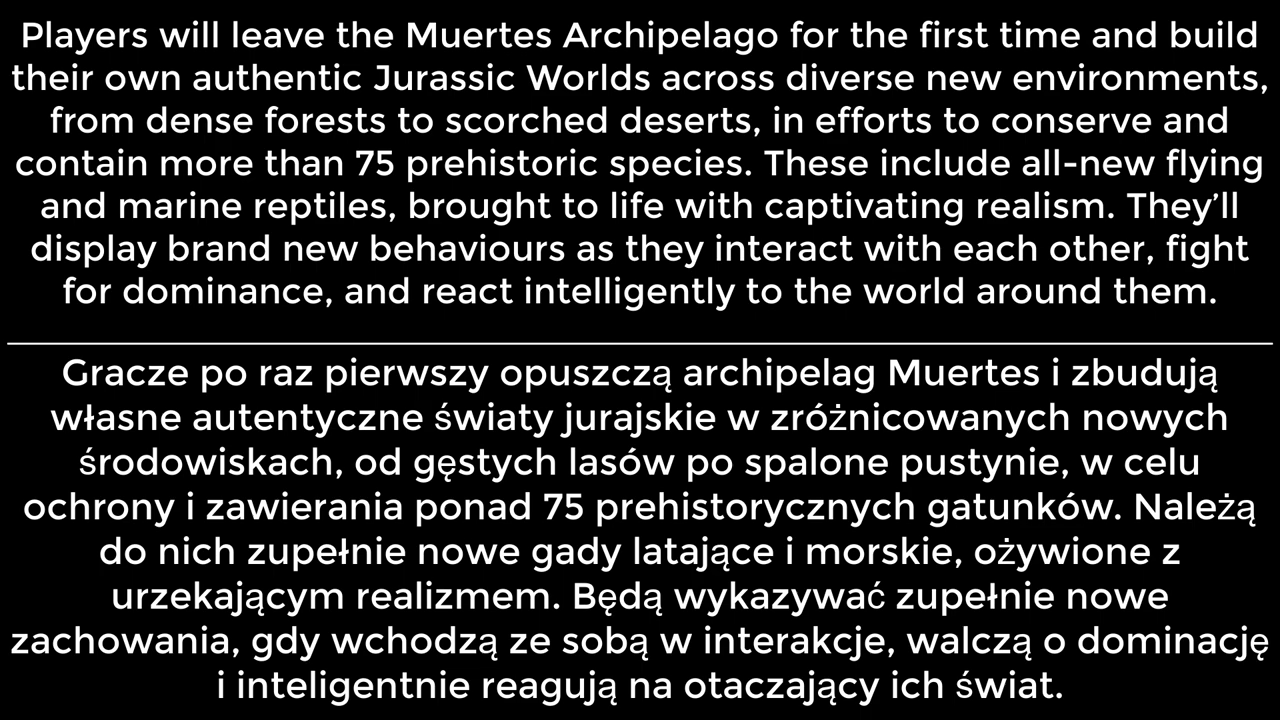 Players will leave the Muertes Archipelago for the first time and build
their own authentic Jurassic Worlds across diverse new environments,
from dense forests to scorched deserts, in efforts to conserve and
contain more than 75 prehistoric species. These include all-new flying
and marine reptiles, brought to life with captivating realism. They’ll
display brand new behaviours as they interact with each other, fight
for dominance, and react intelligently to the world around them.
Gracze po raz pierwszy opuszczą archipelag Muertes i zbudują
własne autentyczne światy jurajskie w zróżnicowanych nowych
środowiskach, od gęstych lasów po spalone pustynie, w celu
ochrony i zawierania ponad 75 prehistorycznych gatunków. Należą
do nich zupełnie nowe gady latające i morskie, ożywione z
urzekającym realizmem. Będą wykazywać zupełnie nowe
zachowania, gdy wchodzą ze sobą w interakcje, walczą o dominację
i inteligentnie reagują na otaczający ich świat.